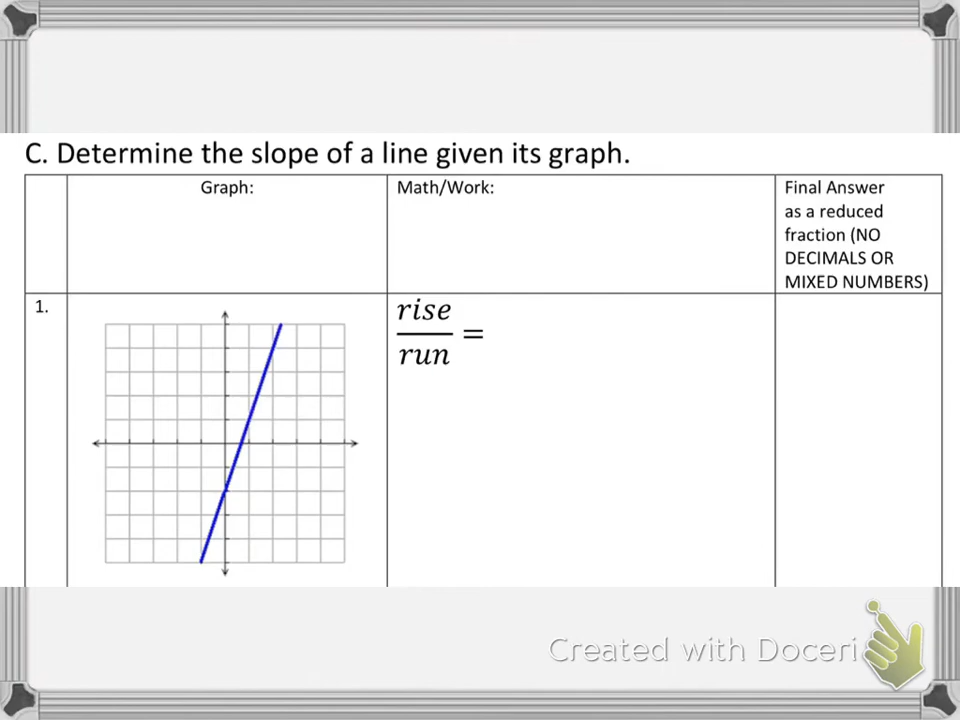 C. Determine the slope of a line given its graph.
Graph:
Math/Work:
Final Answer
as a reduced
fraction (NO
DECIMALS OR
MIXED NUMBERS)
1.
rise
run
=
Created with Doceri